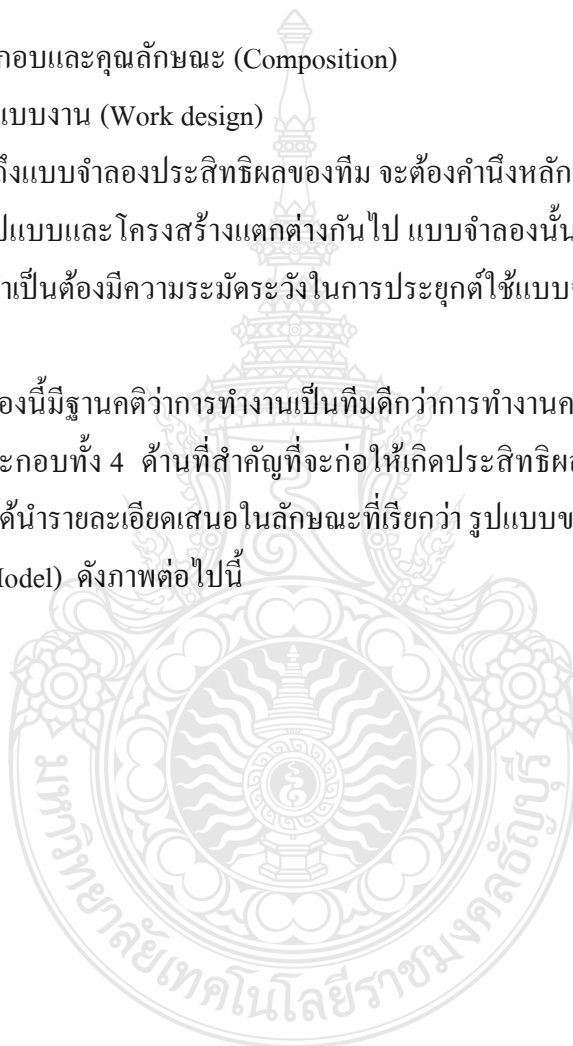 กอบและคุณลักษณะ (Composition)
แบบงาน (Work design)
ถึงแบบจำลองประสิทธิผลของทีม จะต้องคำนึงหลัก
ปแบบและโครงสร้างแตกต่างกันไป แบบจำลองนั้น
าเป็นต้องมีความระมัดระวังในการประยุกต์ใช้แบบจ
องนี้มีฐานคติว่าการทำงานเป็นทีมดีกว่าการทำงานค
ะกอบทั้ง 4 ด้านที่สำคัญที่จะก่อให้เกิดประสิทธิผล
ด้นำรายละเอียดเสนอในลักษณะที่เรียกว่า รูปแบบข
Model) ดังภาพต่อไปนี้
มหาวิทยาลัยเทคโนโลยีราชมงคลธัญบุรี